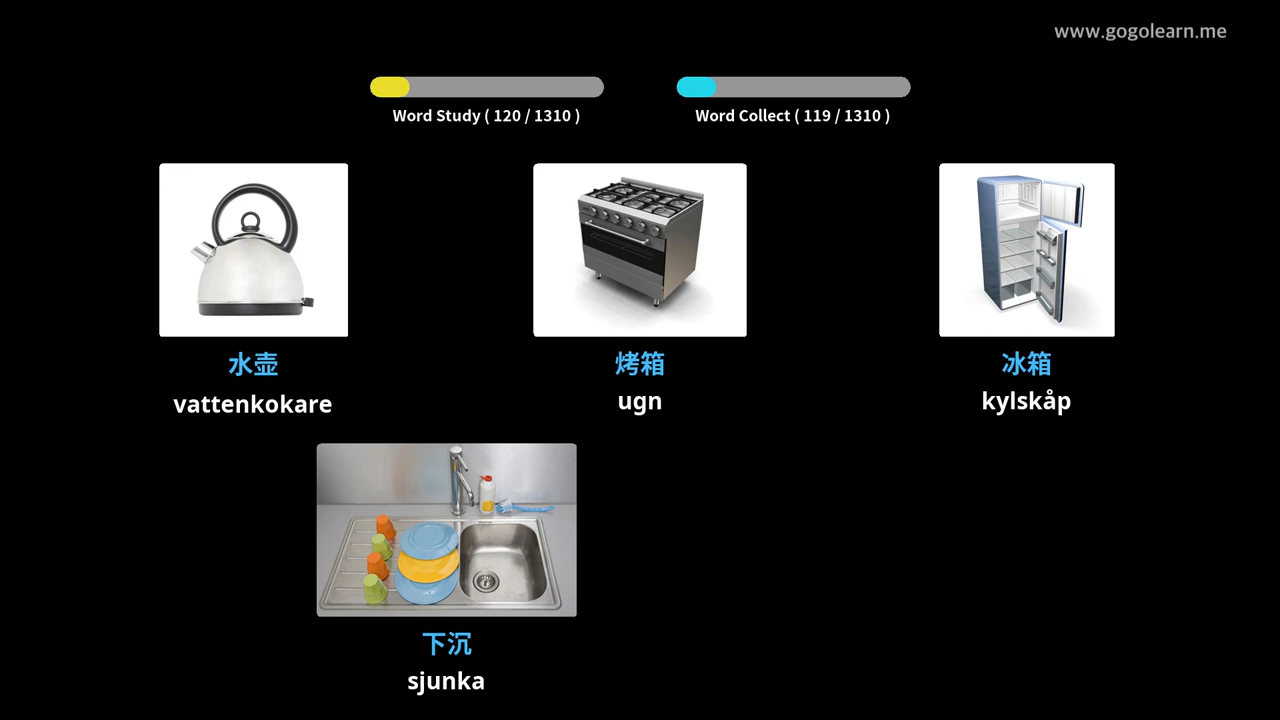 www.gogolearn.me
Word Study ( 120 / 1310 )
Word Collect ( 119 / 1310 )
水壶
烤箱
冰箱
vattenkokare
ugn
kylskåp
下沉
sjunka